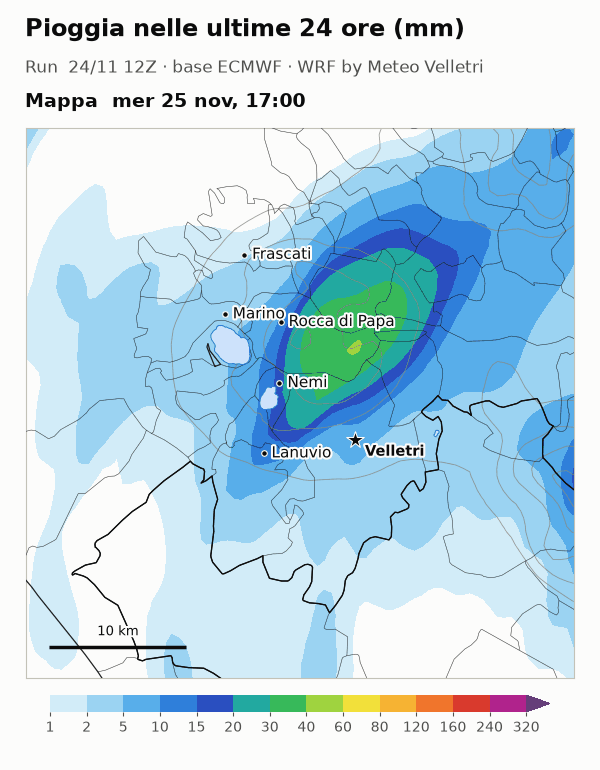 Pioggia nelle ultime 24 ore (mm)
Run  24/11 12Z · base ECMWF · WRF by Meteo Velletri
Mappa  mer 25 nov, 17:00
Frascati
Marino
Rocca di Papa
Nemi
Velletri
Lanuvio
10 km
1 2 5 10 15 20 30 40 60 80 120 160 240 320